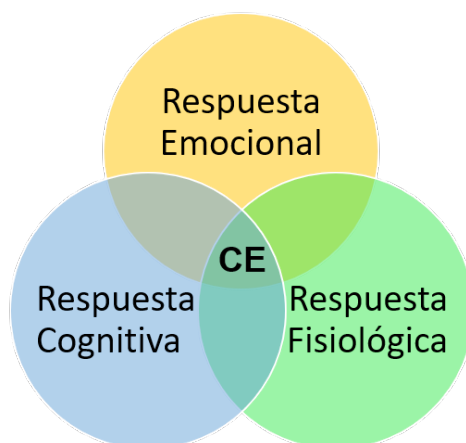 Respuesta
Emocional
CE
Respuesta
Cognitiva
Respuesta
Fisiológica